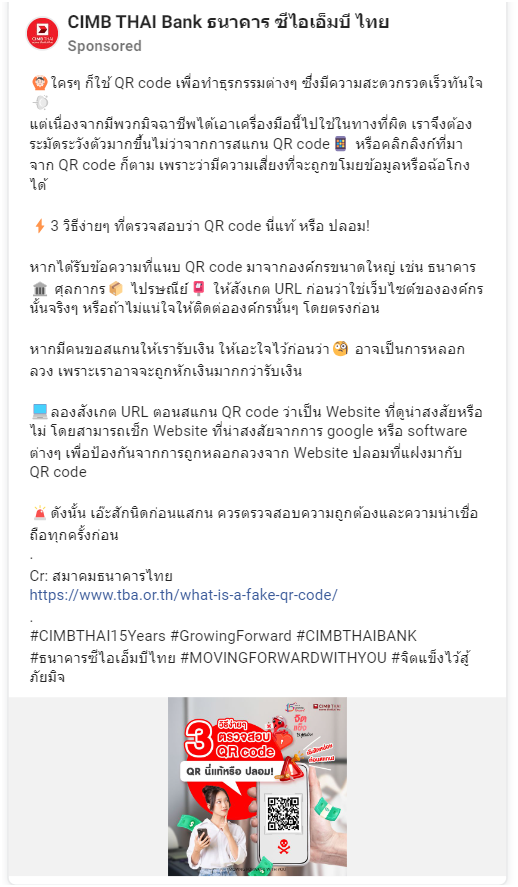 CIMB THAI Bank ธนาคาร ซีไอเอ็มบี ไทย
Sponsored
ใครๆ ก็ใช้ QR code เพื่อทำธุรกรรมต่างๆ ซึ่งมีความสะดวกรวดเร็วทันใจ
แต่เนื่องจากมีพวกมิจฉาชีพได้เอาเครื่องมือนี้ไปใช้ในทางที่ผิด เราจึงต้อง
ระมัดระวังตัวมากขึ้นไม่ว่าจากการสแกน QR code หรือคลิกลิงก์ที่มา
จาก QR code ก็ตาม เพราะว่ามีความเสี่ยงที่จะถูกขโมยข้อมูลหรือฉ้อโกง
ได้
3 วิธีง่ายๆ ที่ตรวจสอบว่า QR code นี่แท้ หรือ ปลอม!
หากได้รับข้อความที่แนบ QR code มาจากองค์กรขนาดใหญ่ เช่น ธนาคาร
ศุลกากร ไปรษณีย์ ให้สังเกต URL ก่อนว่าใช่เว็บไซต์ขององค์กร
นั้นจริงๆ หรือถ้าไม่แน่ใจให้ติดต่อองค์กรนั้นๆ โดยตรงก่อน
หากมีคนขอสแกนให้เรารับเงิน ให้เอะใจไว้ก่อนว่า อาจเป็นการหลอก
ลวง เพราะเราอาจจะถูกหักเงินมากกว่ารับเงิน
ลองสังเกต URL ตอนสแกน QR code ว่าเป็น Website ที่ดูน่าสงสัยหรือ
ไม่ โดยสามารถเช็ก Website ที่น่าสงสัยจากการ google หรือ software
ต่างๆ เพื่อป้องกันจากการถูกหลอกลวงจาก Website ปลอมที่แฝงมากับ
QR code
ดังนั้น เอ๊ะสักนิดก่อนแสกน ควรตรวจสอบความถูกต้องและความน่าเชื่อ
ถือทุกครั้งก่อน
.
Cr: สมาคมธนาคารไทย
https://www.tba.or.th/what-is-a-fake-qr-code/
.
#CIMBTHAI15Years #GrowingForward #CIMBTHAIBANK
#ธนาคารซีไอเอ็มบีไทย #MOVINGFORWARDWITHYOU #จิตแข็งไว้สู้
ภัยมิจ
CIMB THAI
3 วิธีง่ายๆ
ตรวจสอบ
QR code
QR นี่แท้หรือ ปลอม!